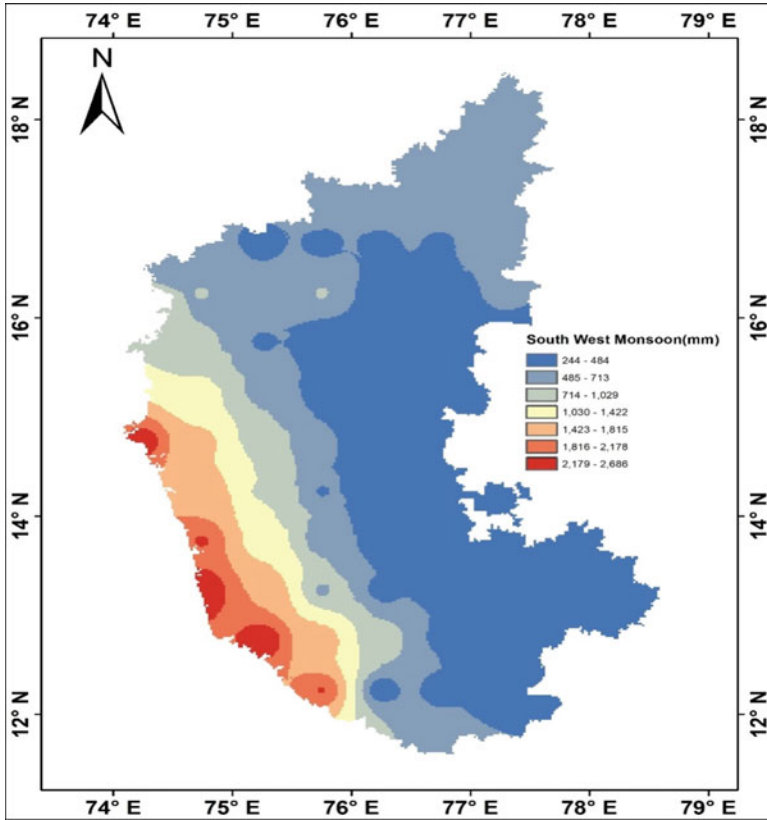 74° E 75° E 76° E 77° E 78° E 79° E
N
18° N
18° N
16° N
16° N
South West Monsoon(mm)
244 - 484
485 - 713
714 - 1,029
1,030 - 1,422
1,423 - 1,815
1,816 - 2,178
2,179 - 2,686
14° N
14° N
12° N
12° N
74° E 75° E 76° E 77° E 78° E 79° E